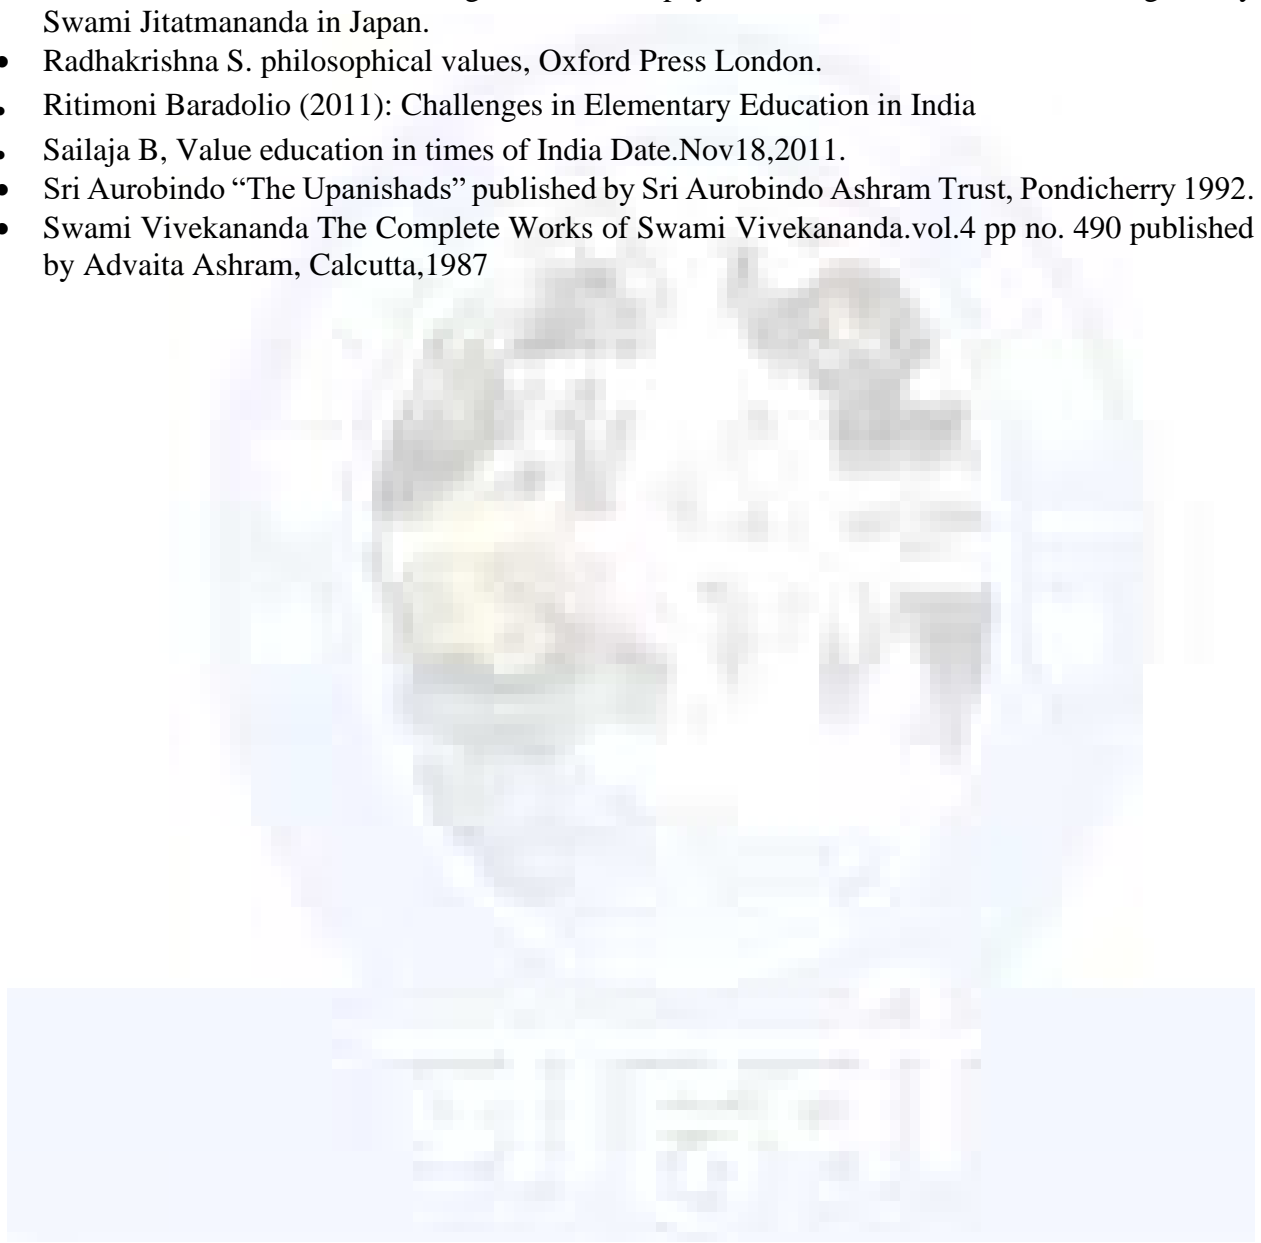 Swami Jitatmananda in Japan.
• Radhakrishna S. philosophical values, Oxford Press London.
• Ritimoni Baradolio (2011): Challenges in Elementary Education in India
• Sailaja B, Value education in times of India Date.Nov18,2011.
• Sri Aurobindo “The Upanishads” published by Sri Aurobindo Ashram Trust, Pondicherry 1992.
• Swami Vivekananda The Complete Works of Swami Vivekananda.vol.4 pp no. 490 published
by Advaita Ashram, Calcutta,1987